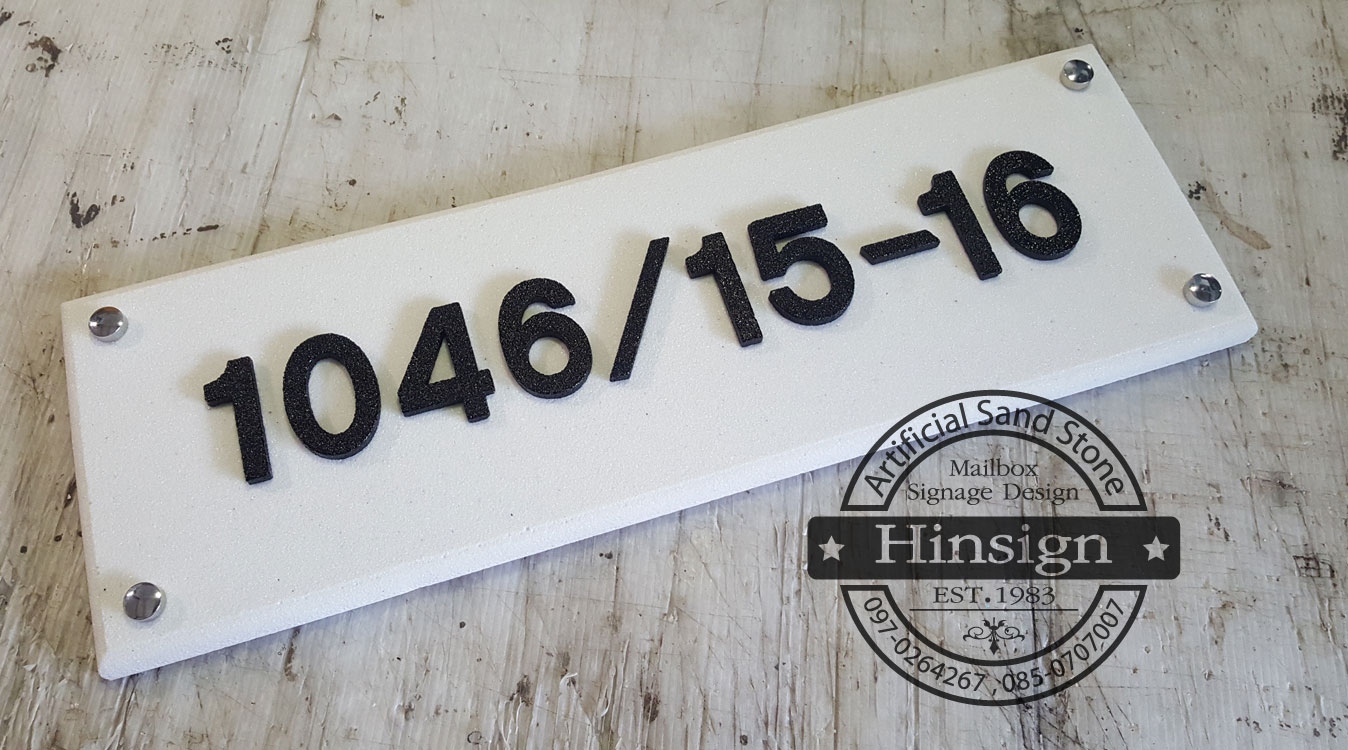 1046/15-16
Artificial Sand Stone
Mailbox
Signage Design
Hinsign
EST.1983
097-0264267 ,085-0707007